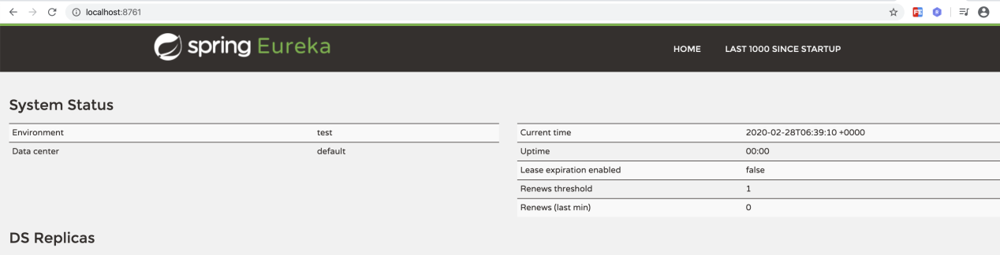 localhost:8761
spring Eureka
HOME LAST 1000 SINCE STARTUP
System Status
Environment test
Data center default
Current time 2020-02-28T06:39:10 +0000
Uptime 00:00
Lease expiration enabled false
Renews threshold 1
Renews (last min) 0
DS Replicas